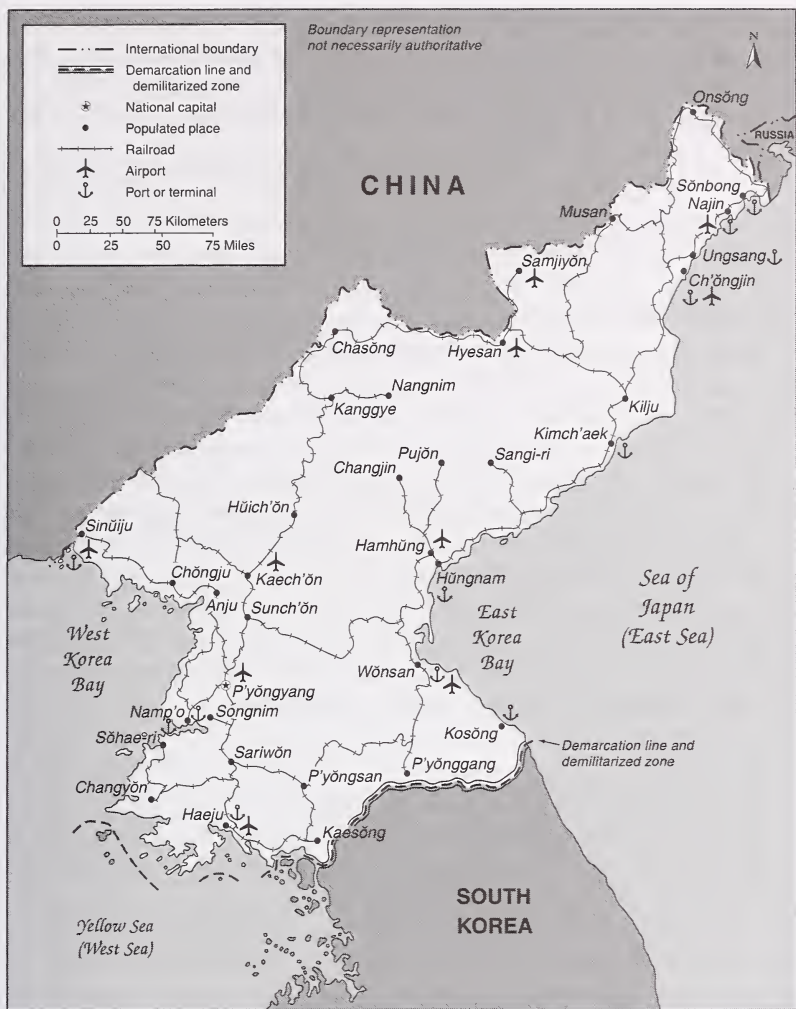 Boundary representation
not necessarily authoritative
International boundary
Demarcation line and
demilitarized zone
National capital
Populated place
Railroad
Airport
Port or terminal
0 25 50 75 Kilometers
0 25 50 75 Miles
N
CHINA
RUSSIA
Onsŏng
Sŏnbong
Najin
Musan
Ungsang
Ch'ŏngjin
Samjiyŏn
Hyesan
Chasŏng
Nangnim
Kanggye
Kilju
Kimch'aek
Pujŏn
Sangi-ri
Changjin
Hŭich'ŏn
Sinŭiju
Hamhŭng
Hŭngnam
Chŏngju
Kaech'ŏn
Anju
Sunch'ŏn
Sea of
Japan
(East Sea)
East
Korea
Bay
West
Korea
Bay
Wŏnsan
P'yŏngyang
Namp'o
Songnim
Kosŏng
Sŏhae-ri
Demarcation line and
demilitarized zone
Sariwŏn
P'yŏngsan
P'yŏnggang
Changyŏn
Haeju
Kaesŏng
SOUTH
KOREA
Yellow Sea
(West Sea)